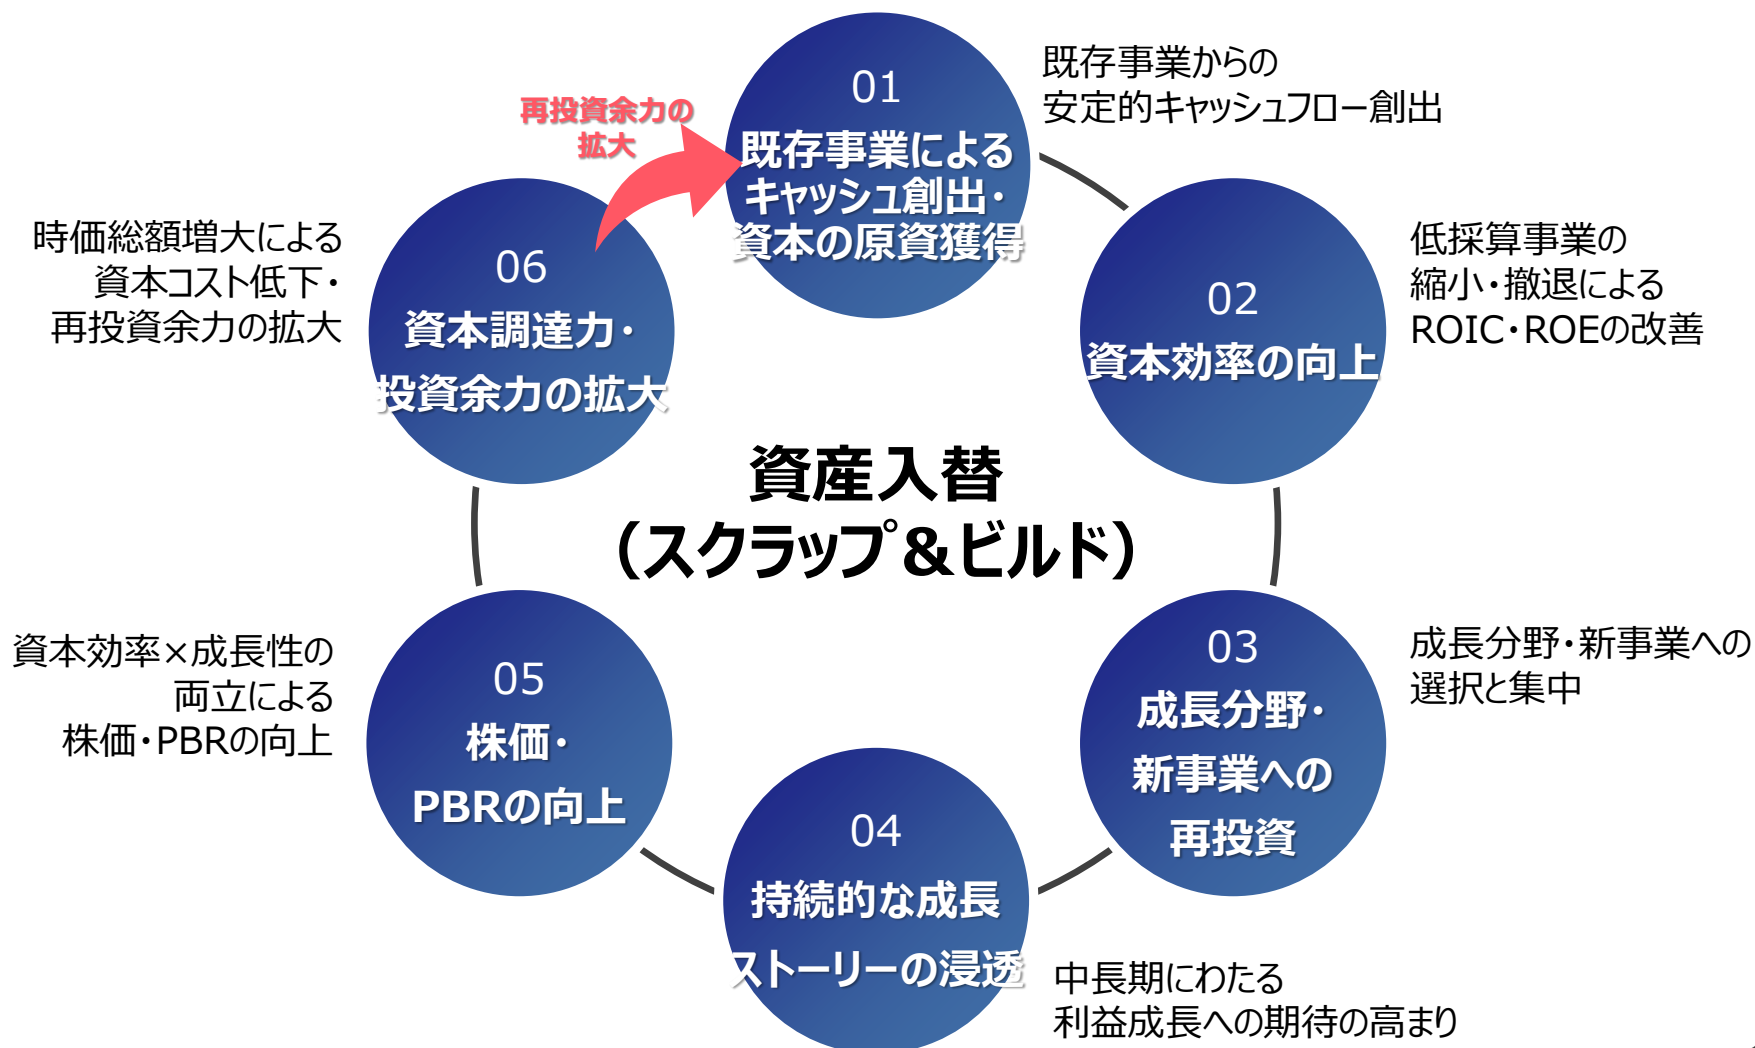 01
既存事業による
キャッシュ創出・
資本の原資獲得
既存事業からの
安定的キャッシュフロー創出
02
資本効率の向上
低採算事業の
縮小・撤退による
ROIC・ROEの改善
03
成長分野・
新事業への
再投資
成長分野・新事業への
選択と集中
04
持続的な成長
ストーリーの浸透
中長期にわたる
利益成長への期待の高まり
05
株価・
PBRの向上
資本効率×成長性の
両立による
株価・PBRの向上
06
資本調達力・
投資余力の拡大
時価総額増大による
資本コスト低下・
再投資余力の拡大
再投資余力の
拡大
資産入替
（スクラップ&ビルド）